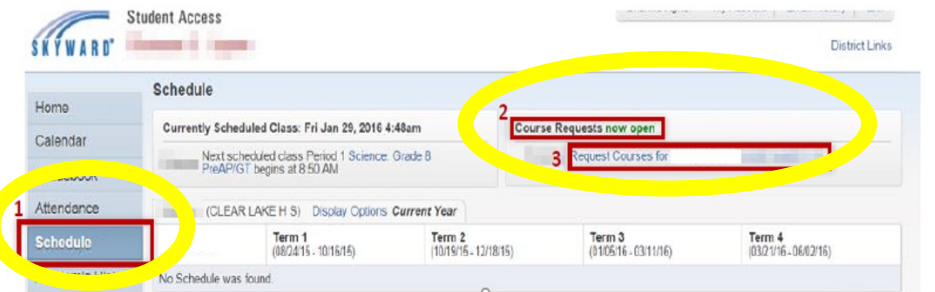 Student Access
SKYWARD
District Links
Home
Calendar
Attendance
1
Schedule
Schedule
Currently Scheduled Class: Fri Jan 29, 2016 4:48am
Next scheduled class Period 1 Science: Grade 8
PreAP/GT begins at 8:50 AM
2
Course Requests now open
3 Request Courses for
(CLEAR LAKE H S) Display Options Current Year
Term 1 Term 2 Term 3 Term 4
(08/24/15 - 10/16/15) (10/19/15 - 12/18/15) (01/05/16 - 03/11/16) (03/21/16 - 06/02/16)
No Schedule was found.